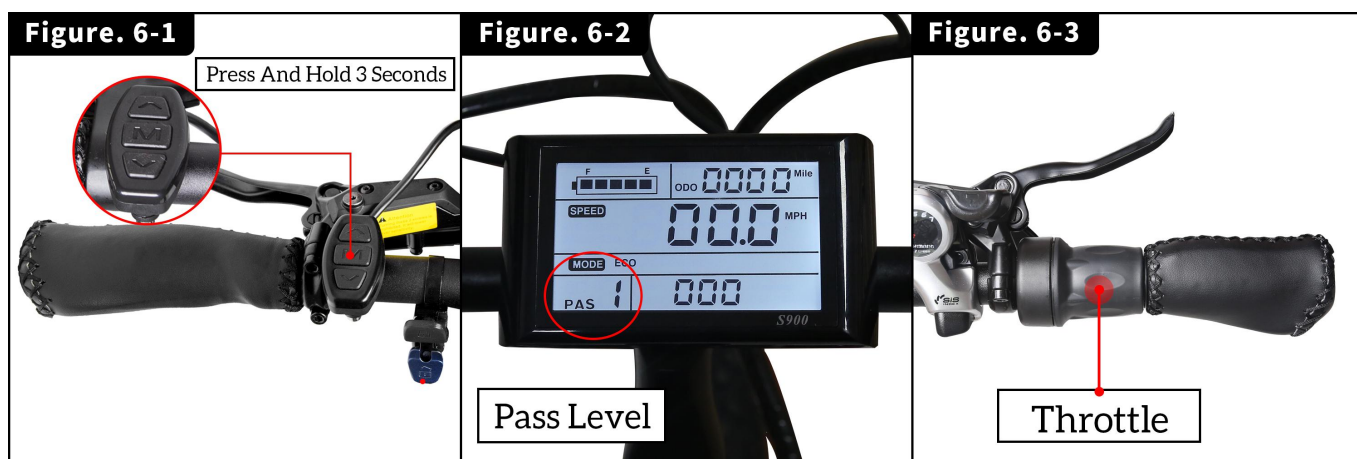 Figure. 6-1
Press And Hold 3 Seconds
M
M
Figure. 6-2
F E
ODO 0000 Mile
SPEED
00.0 MPH
MODE ECO
PAS 1 000
S900
Pass Level
Figure. 6-3
SIS
Throttle